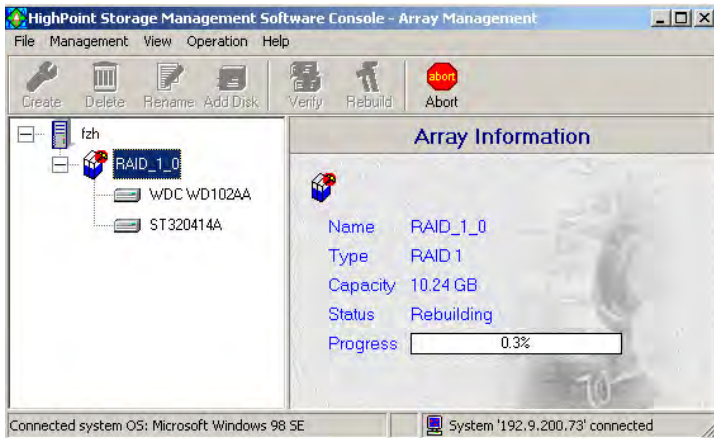 HighPoint Storage Management Software Console - Array Management
File Management View Operation Help
Create Delete Rename Add Disk Verify Rebuild abort Abort
fzh
RAID_1_0
WDC WD102AA
ST320414A
Array Information
Name RAID_1_0
Type RAID 1
Capacity 10.24 GB
Status Rebuilding
Progress 0.3%
Connected system OS: Microsoft Windows 98 SE
System '192.9.200.73' connected